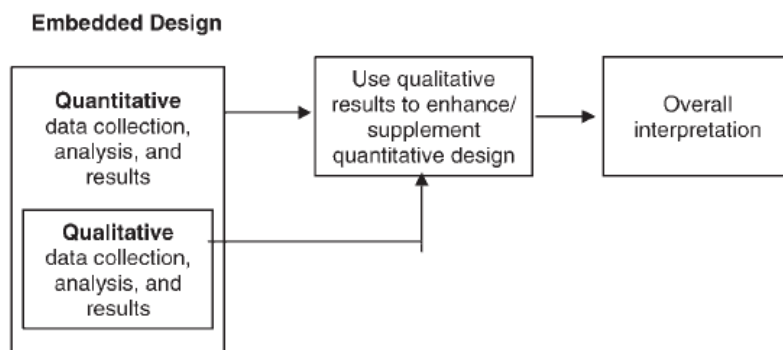 Embedded Design
Quantitative
data collection,
analysis, and
results
Qualitative
data collection,
analysis, and
results
Use qualitative
results to enhance/
supplement
quantitative design
Overall
interpretation